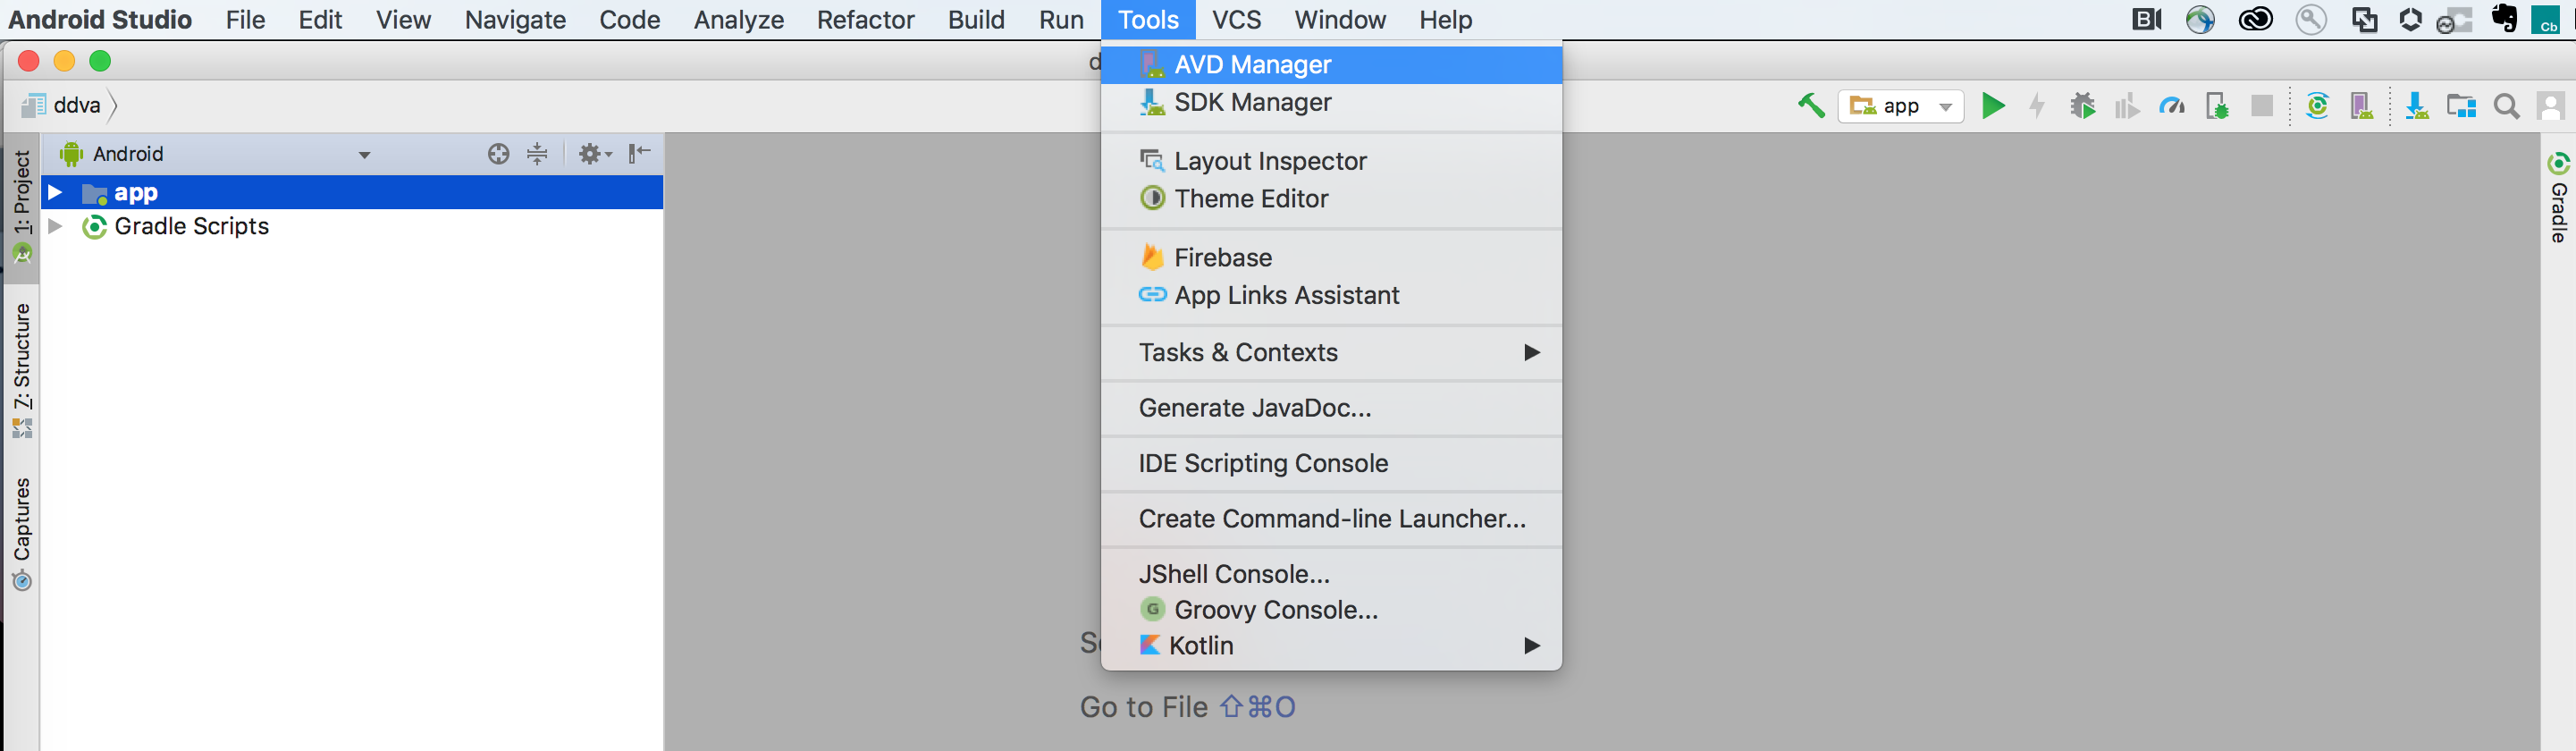 Android Studio File Edit View Navigate Code Analyze Refactor Build Run Tools VCS Window Help
Cb
ddva
app
Android
app
Gradle Scripts
1: Project
7: Structure
Captures
AVD Manager
SDK Manager
Layout Inspector
Theme Editor
Firebase
App Links Assistant
Tasks & Contexts
Generate JavaDoc...
IDE Scripting Console
Create Command-line Launcher...
JShell Console...
G Groovy Console...
Kotlin
Go to File ⇧⌘O
Gradle